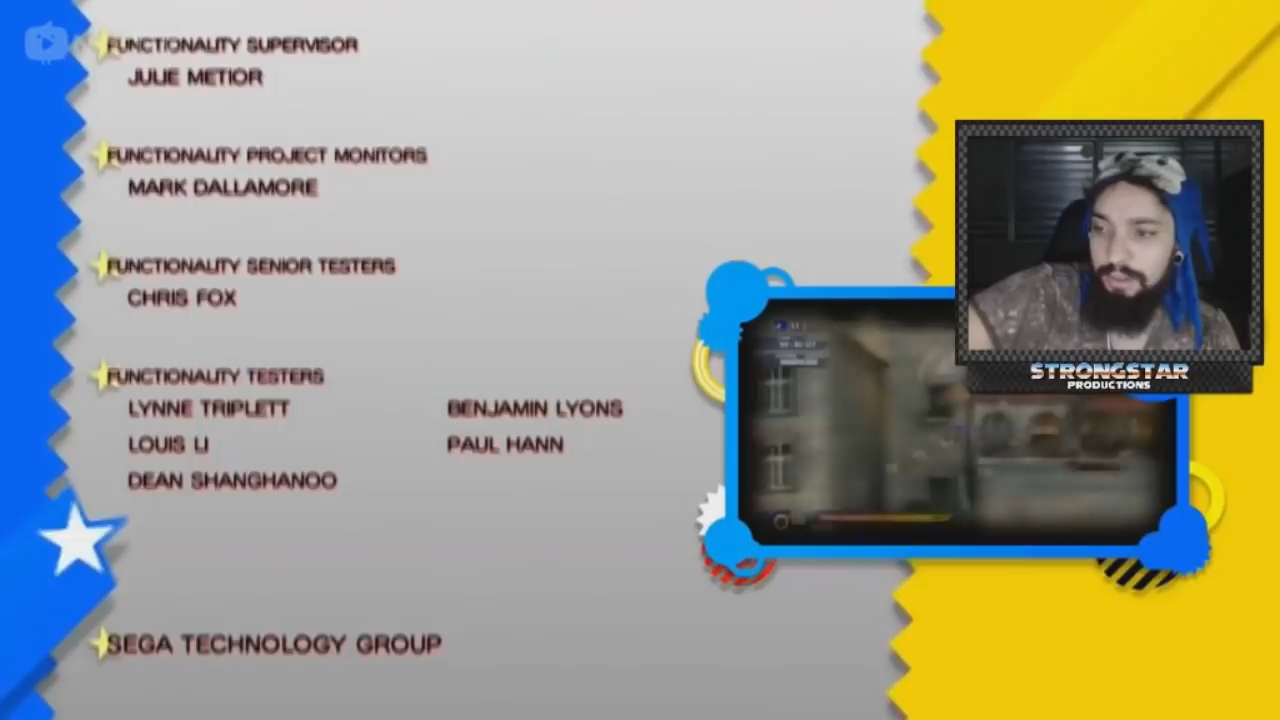 FUNCTIONALITY SUPERVISOR
JULIE METIOR
FUNCTIONALITY PROJECT MONITORS
MARK DALLAMORE
FUNCTIONALITY SENIOR TESTERS
CHRIS FOX
FUNCTIONALITY TESTERS
LYNNE TRIPLETT BENJAMIN LYONS
LOUIS LI PAUL HANN
DEAN SHANGHANOO
SEGA TECHNOLOGY GROUP
STRONGSTAR
PRODUCTIONS